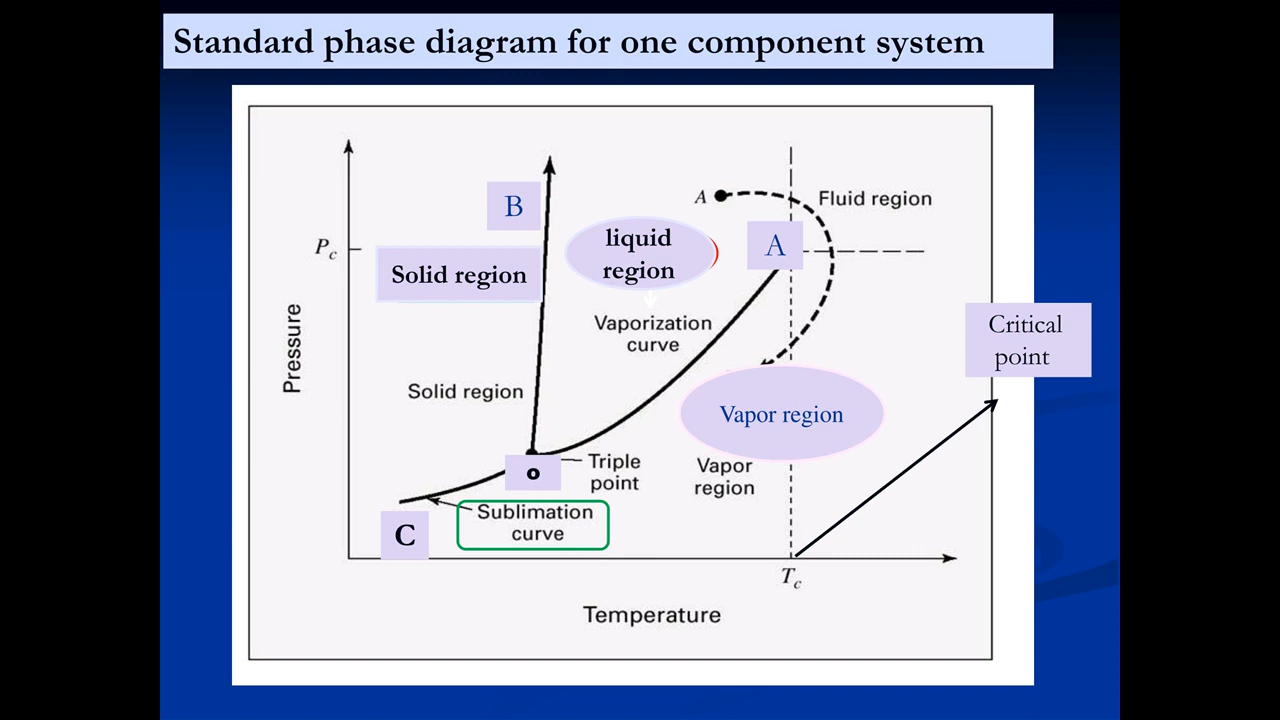 Standard phase diagram for one component system
B
A
Fluid region
liquid
region
A
P_c
Solid region
Critical
point
Vaporization
curve
Pressure
Solid region
Vapor region
o
Triple
point
Vapor
region
Sublimation
curve
C
T_c
Temperature